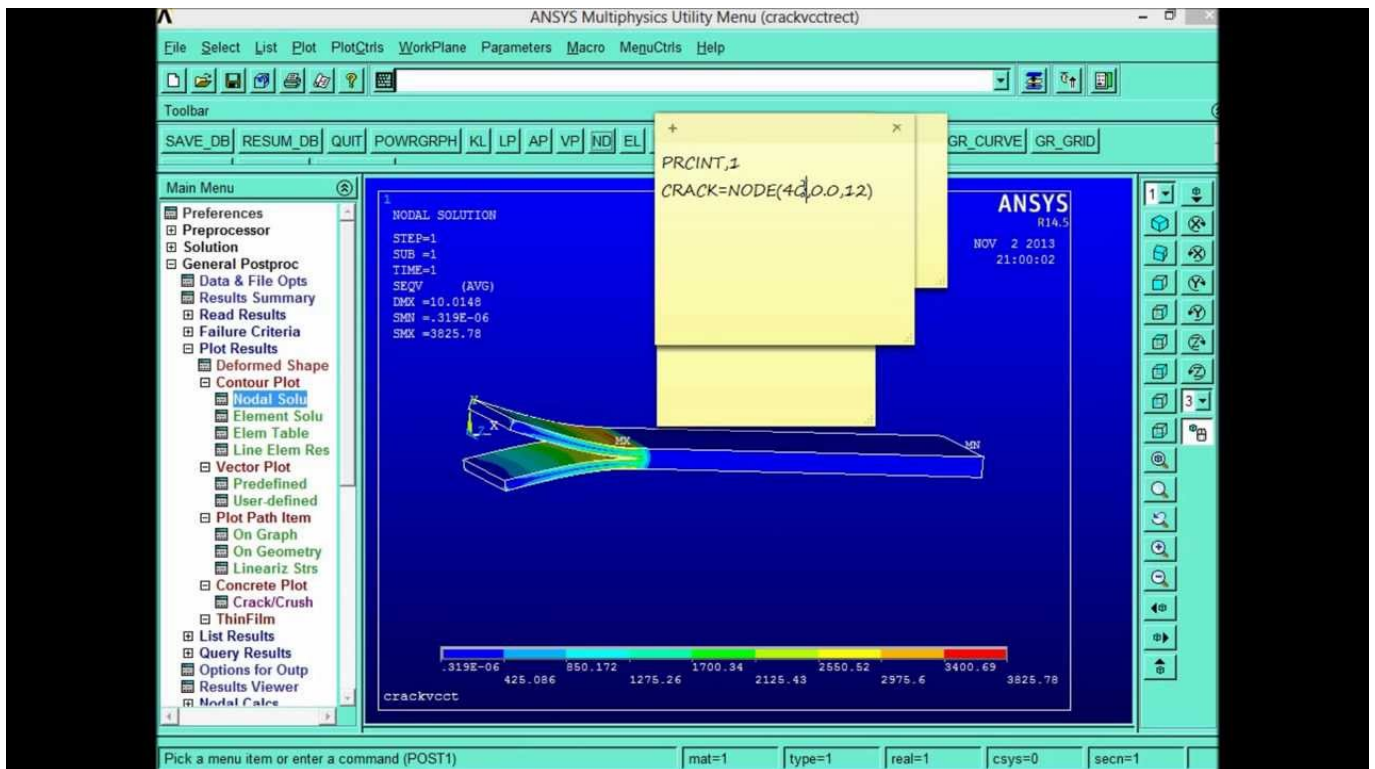 ANSYS Multiphysics Utility Menu (crackvcctrect)
File Select List Plot PlotCtrls WorkPlane Parameters Macro MenuCtrls Help
Toolbar
SAVE_DB RESUM_DB QUIT POWRGRPH KL LP AP VP ND EL GR_CURVE GR_GRID
+ ×
PRCINT,1
CRACK=NODE(40,0.0,12)
Main Menu
Preferences
Preprocessor
Solution
General Postproc
Data & File Opts
Results Summary
Read Results
Failure Criteria
Plot Results
Deformed Shape
Contour Plot
Nodal Solu
Element Solu
Elem Table
Line Elem Res
Vector Plot
Predefined
User-defined
Plot Path Item
On Graph
On Geometry
Lineariz Strs
Concrete Plot
Crack/Crush
ThinFilm
List Results
Query Results
Options for Outp
Results Viewer
Nodal Calcs
1
NODAL SOLUTION
STEP=1
SUB =1
TIME=1
SEQV (AVG)
DMX =10.0148
SMN =.319E-06
SMX =3825.78
ANSYS
R14.5
NOV 2 2013
21:00:02
Y
Z X
MX
MN
.319E-06 850.172 1700.34 2550.52 3400.69
425.086 1275.26 2125.43 2975.6 3825.78
crackvcct
1
3
Pick a menu item or enter a command (POST1) mat=1 type=1 real=1 csys=0 secn=1